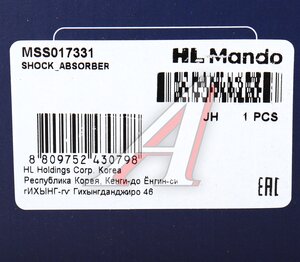 MSS017331
SHOCK_ABSORBER
HL Mando
JH 1 PCS
8 809752 430798
HL Holdings Corp. Korea
Республика Корея, Кёнги-до Ёнгин-си
гИХЫНГ-гу Гихынгданджиро 46
EAC